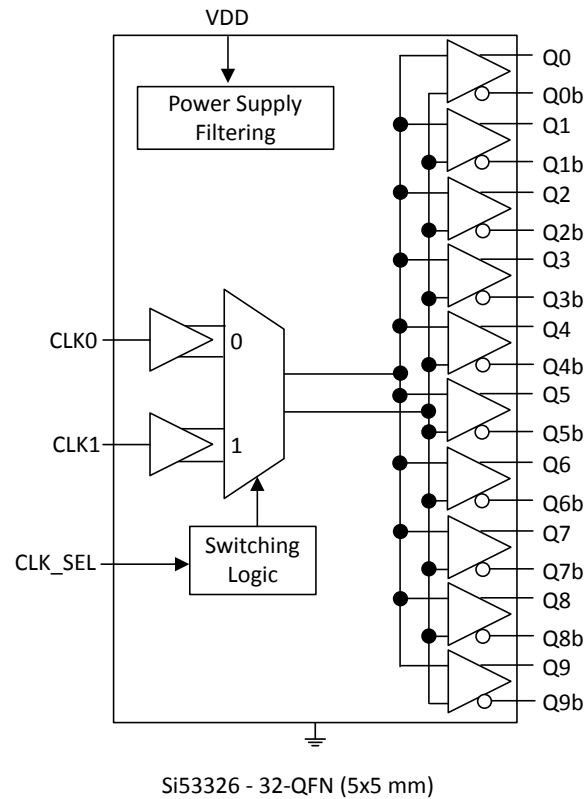 VDD
Power Supply
Filtering
CLK0
0
CLK1
1
CLK_SEL
Switching
Logic
Q0
Q0b
Q1
Q1b
Q2
Q2b
Q3
Q3b
Q4
Q4b
Q5
Q5b
Q6
Q6b
Q7
Q7b
Q8
Q8b
Q9
Q9b
Si53326 - 32-QFN (5x5 mm)